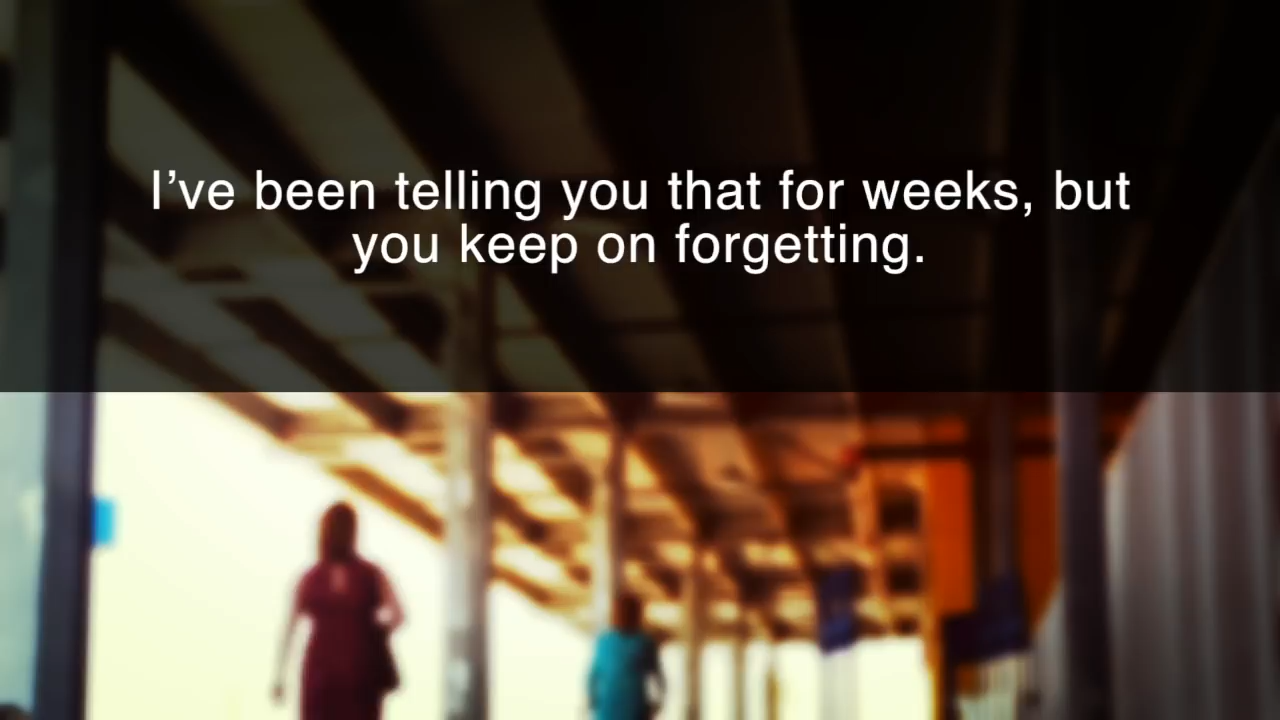 I’ve been telling you that for weeks, but
you keep on forgetting.